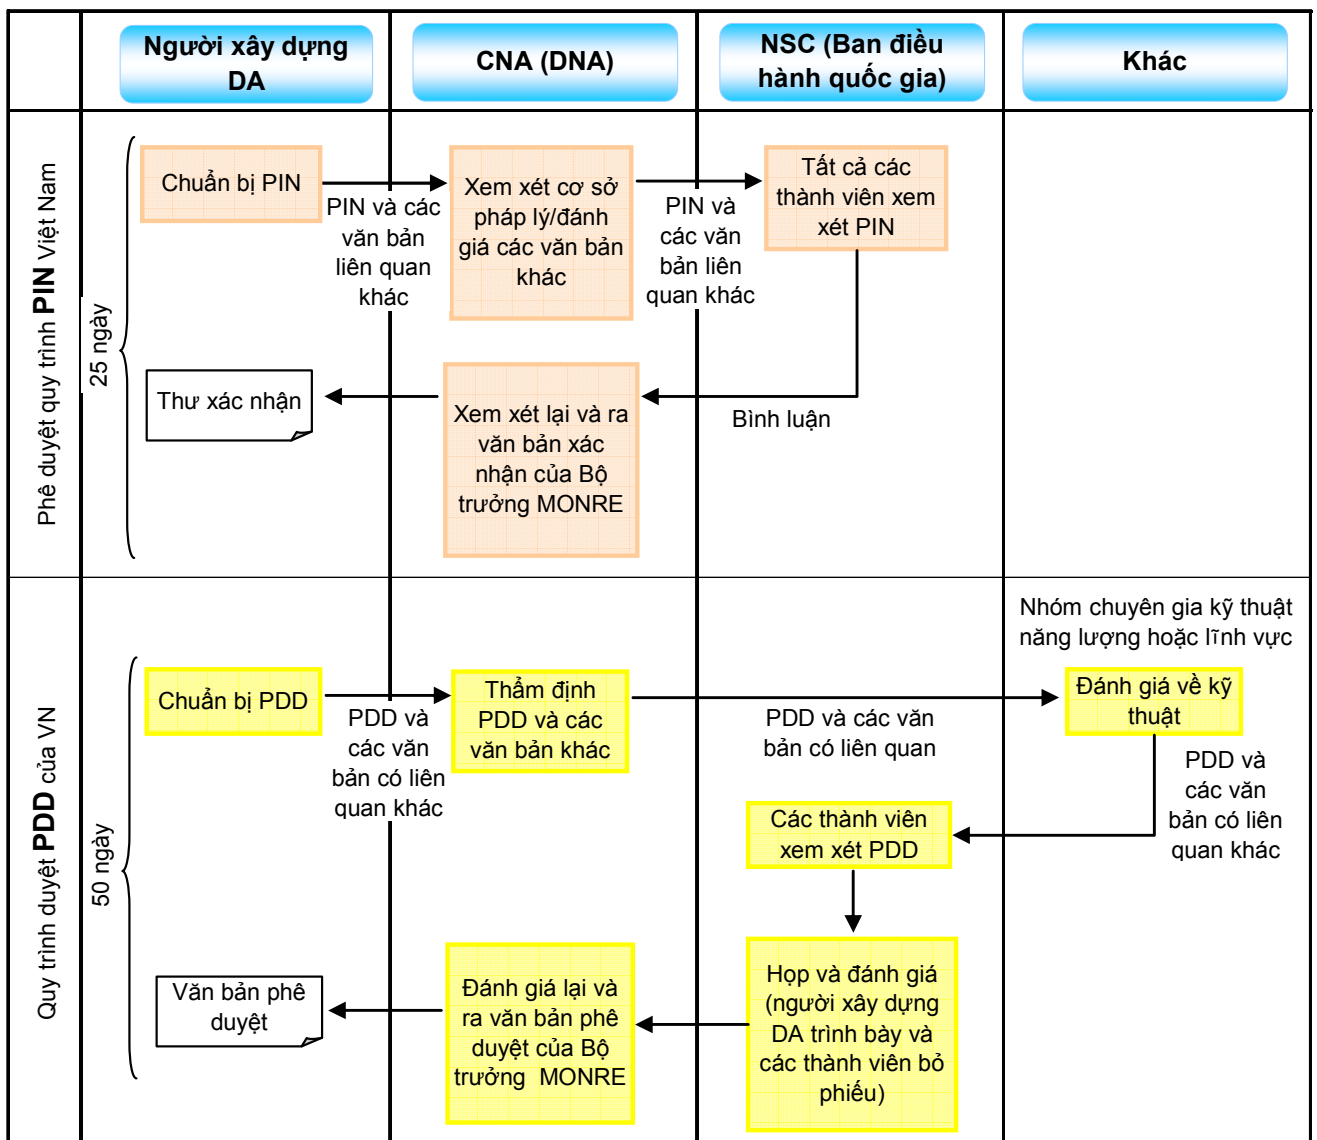 Người xây dựng
DA
CNA (DNA)
NSC (Ban điều
hành quốc gia)
Khác
Phê duyệt quy trình PIN Việt Nam
25 ngày
Chuẩn bị PIN
PIN và các
văn bản
liên quan
khác
Xem xét cơ sở
pháp lý/đánh
giá các văn bản
khác
PIN và
các văn
bản liên
quan khác
Tất cả các
thành viên xem
xét PIN
Thư xác nhận
Xem xét lại và ra
văn bản xác
nhận của Bộ
trưởng MONRE
Bình luận
Quy trình duyệt PDD của VN
50 ngày
Nhóm chuyên gia kỹ thuật
năng lượng hoặc lĩnh vực
Chuẩn bị PDD
PDD và
các văn
bản có liên
quan khác
Thẩm định
PDD và các
văn bản khác
PDD và các văn
bản có liên quan
Đánh giá về kỹ
thuật
PDD và
các văn
bản có liên
quan khác
Các thành viên
xem xét PDD
Văn bản phê
duyệt
Đánh giá lại và
ra văn bản phê
duyệt của Bộ
trưởng MONRE
Họp và đánh giá
(người xây dựng
DA trình bày và
các thành viên bỏ
phiếu)